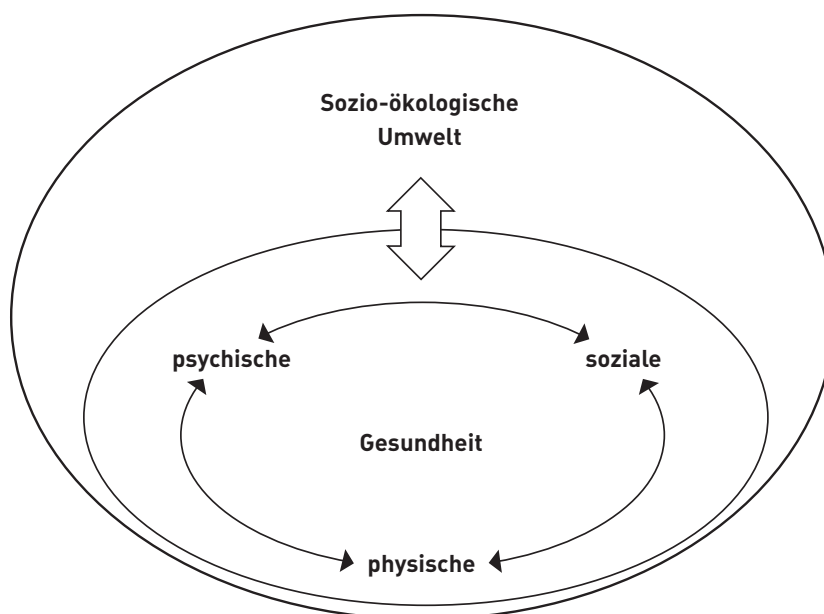 Sozio-ökologische
Umwelt
psychische
soziale
Gesundheit
physische